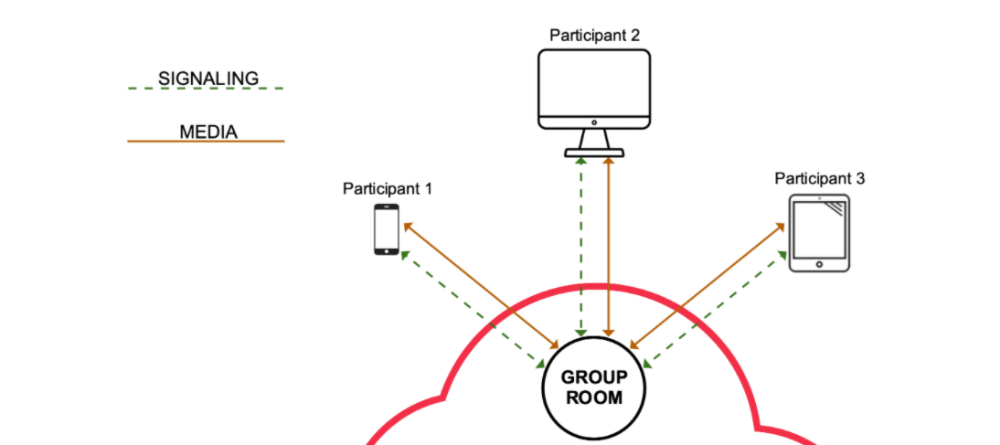 Participant 2
SIGNALING
MEDIA
Participant 1
Participant 3
GROUP
ROOM